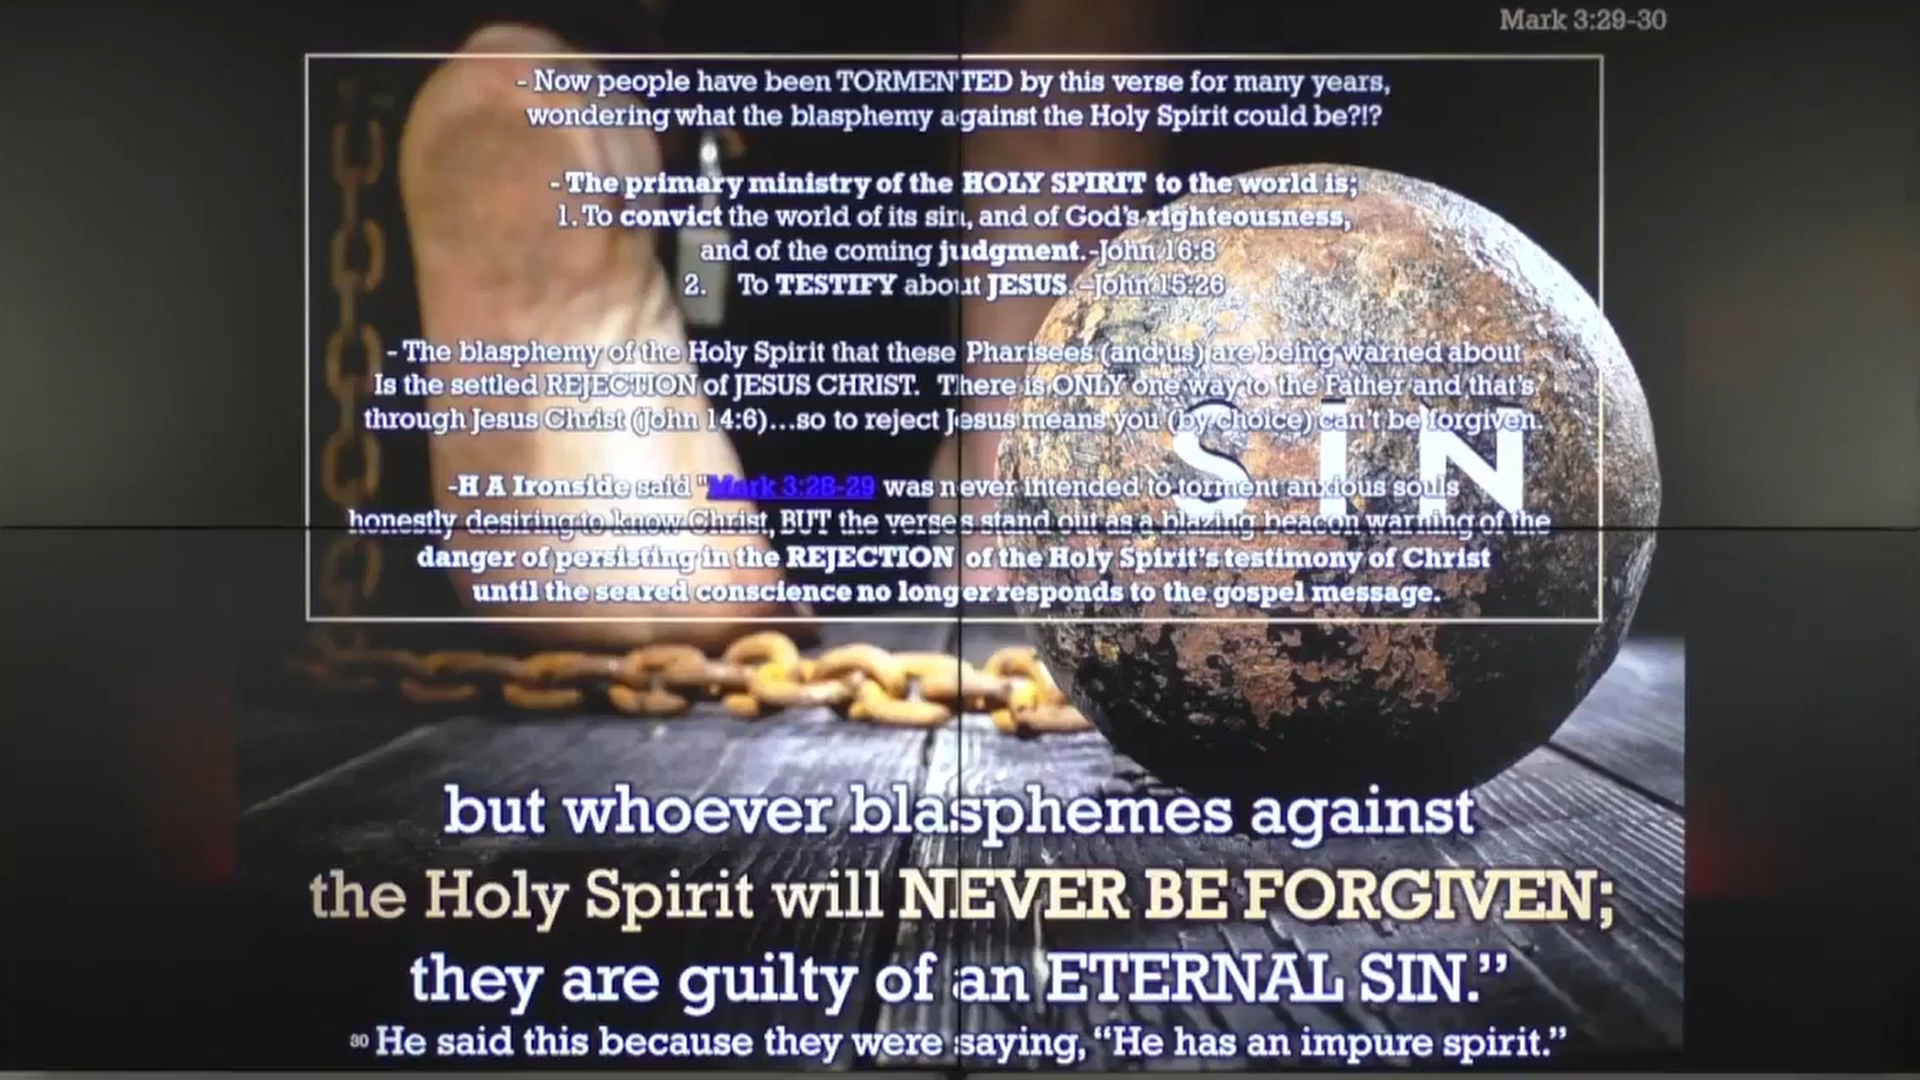 Mark 3:29-30
- Now people have been TORMENTED by this verse for many years,
wondering what the blasphemy against the Holy Spirit could be?!?
- The primary ministry of the HOLY SPIRIT to the world is;
1. To convict the world of its sin, and of God's righteousness,
and of the coming judgment.-John 16:8
2. To TESTIFY about JESUS. –John 15:26
- The blasphemy of the Holy Spirit that these Pharisees (and us) are being warned about
Is the settled REJECTION of JESUS CHRIST. There is ONLY one way to the Father and that's
through Jesus Christ (John 14:6)...so to reject Jesus means you (by choice) can't be forgiven.
SIN
-H A Ironside said "Mark 3:28-29 was never intended to torment anxious souls
honestly desiring to know Christ, BUT the verses stand out as a blazing beacon warning of the
danger of persisting in the REJECTION of the Holy Spirit's testimony of Christ
until the seared conscience no longer responds to the gospel message.
but whoever blasphemes against
the Holy Spirit will NEVER BE FORGIVEN;
they are guilty of an ETERNAL SIN.”
30 He said this because they were saying, “He has an impure spirit.”